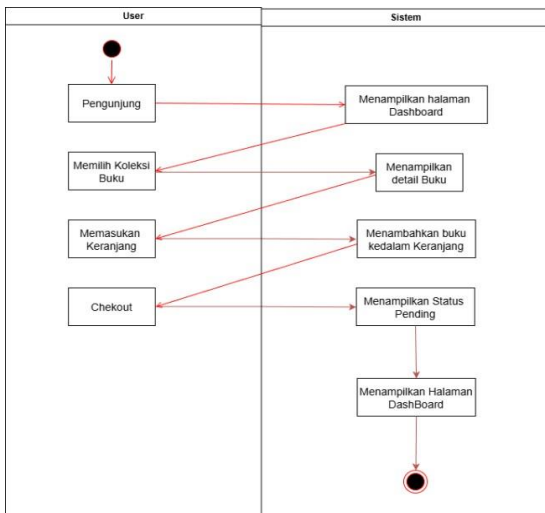 User
Sistem
Pengunjung
Menampilkan halaman
Dashboard
Memilih Koleksi
Buku
Menampilkan
detail Buku
Memasukan
Keranjang
Menambahkan buku
kedalam Keranjang
Chekout
Menampilkan Status
Pending
Menampilkan Halaman
DashBoard